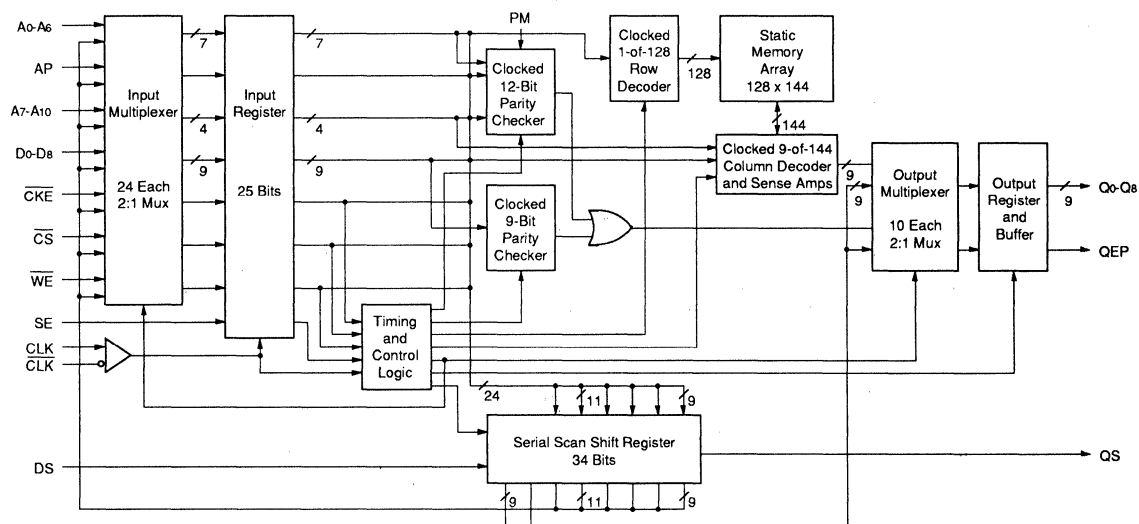 PM
A0-A6
AP
A7-A10
D0-D8
CKE
CS
WE
SE
CLK
CLK
DS
Input
Multiplexer
24 Each
2:1 Mux
7
4
9
Input
Register
25 Bits
7
4
9
Clocked
12-Bit
Parity
Checker
Clocked
9-Bit
Parity
Checker
Clocked
1-of-128
Row
Decoder
128
Static
Memory
Array
128 x 144
144
Clocked 9-of-144
Column Decoder
and Sense Amps
9
9
Output
Multiplexer
10 Each
2:1 Mux
Output
Register
and
Buffer
9
Q0-Q8
QEP
Timing
and
Control
Logic
24
11
9
Serial Scan Shift Register
34 Bits
9
11
9
QS